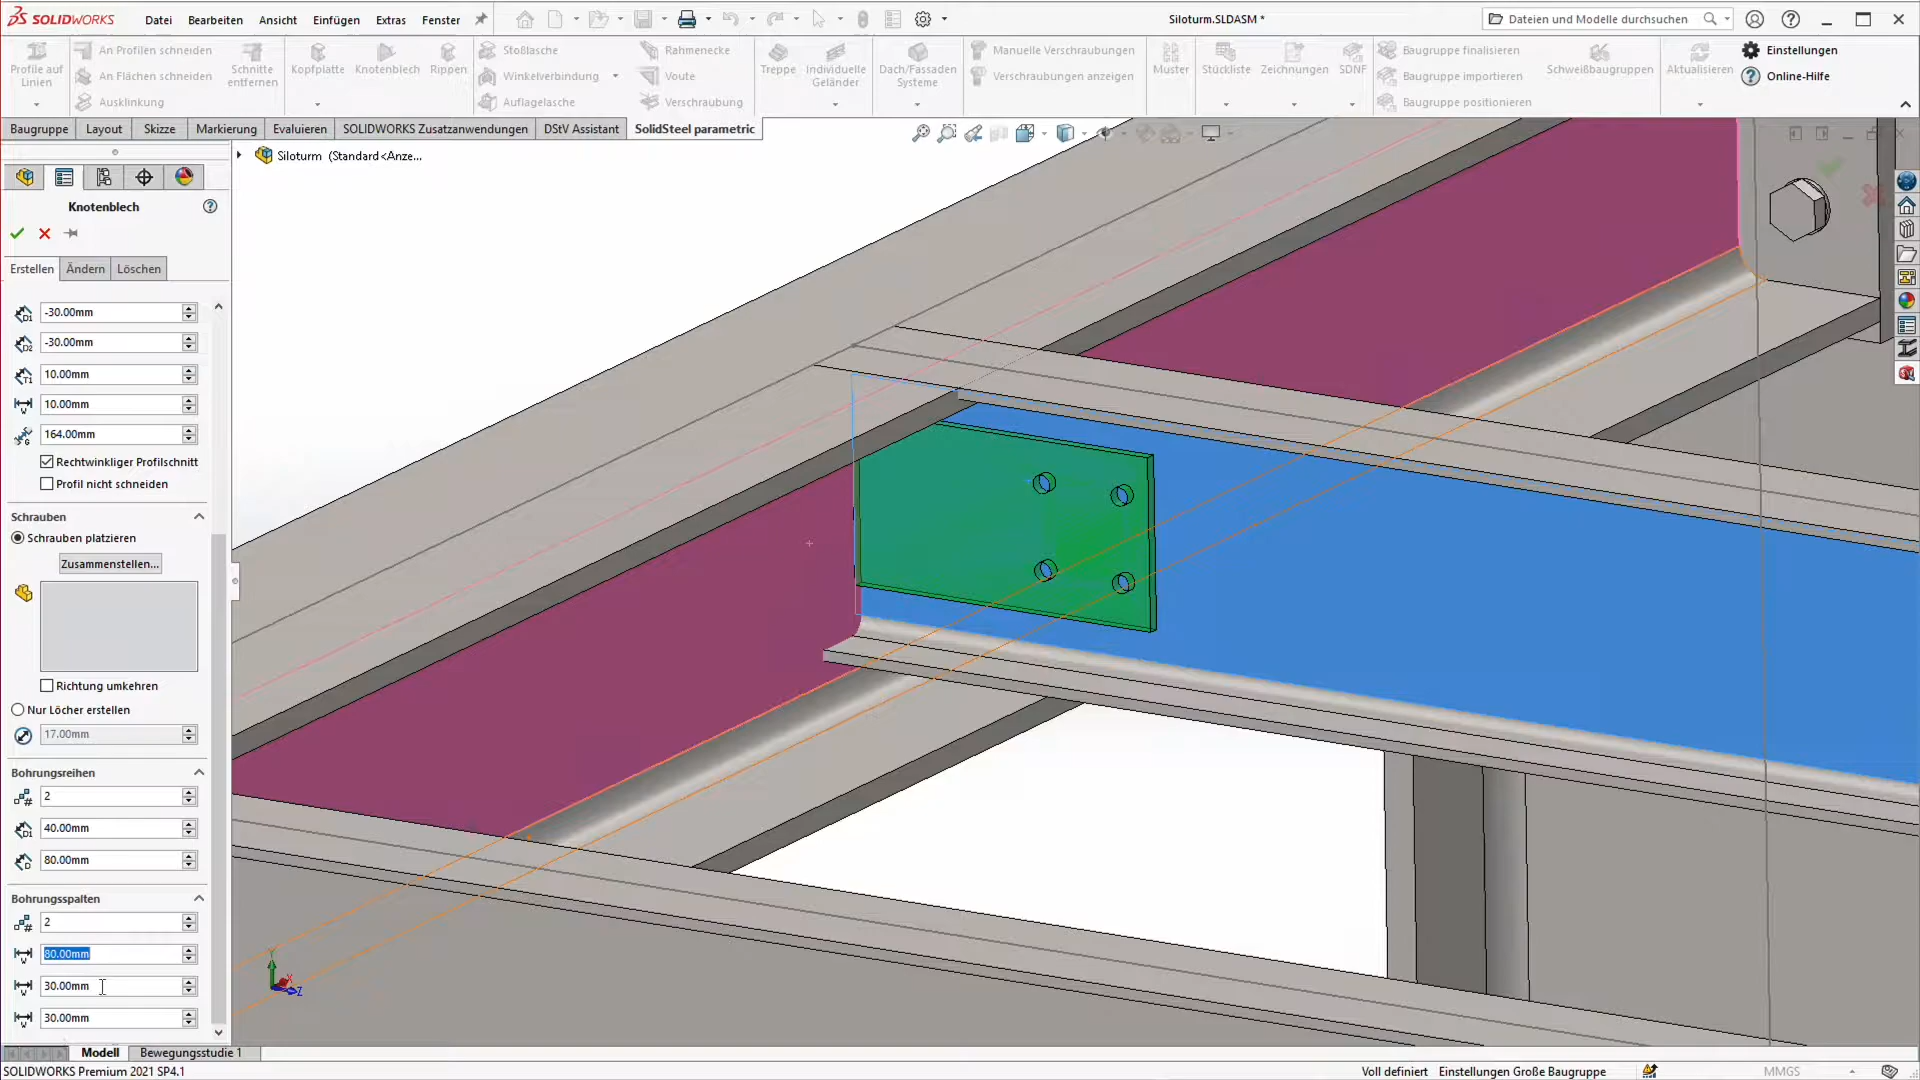 SOLIDWORKS
Datei
Bearbeiten
Ansicht
Einfügen
Extras
Fenster
Siloturm.SLDASM *
Dateien und Modelle durchsuchen
Profile auf Linien
An Profilen schneiden
An Flächen schneiden
Ausklinkung
Schnitte entfernen
Kopfplatte
Knotenblech
Rippen
Stoßlasche
Winkelverbindung
Auflagelasche
Rahmenecke
Voute
Verschraubung
Treppe
Individuelle Geländer
Dach/Fassaden Systeme
Manuelle Verschraubungen
Verschraubungen anzeigen
Muster
Stückliste
Zeichnungen
SDNF
Baugruppe finalisieren
Baugruppe importieren
Baugruppe positionieren
Schweißbaugruppen
Aktualisieren
Einstellungen
Online-Hilfe
Baugruppe
Layout
Skizze
Markierung
Evaluieren
SOLIDWORKS Zusatzanwendungen
DStV Assistant
SolidSteel parametric
Siloturm (Standard<Anze...
Knotenblech
Erstellen
Ändern
Löschen
-30.00mm
-30.00mm
10.00mm
10.00mm
164.00mm
Rechtwinkliger Profilschnitt
Profil nicht schneiden
Schrauben
Schrauben platzieren
Zusammenstellen...
Richtung umkehren
Nur Löcher erstellen
17.00mm
Bohrungsreihen
2
40.00mm
80.00mm
Bohrungsspalten
2
80.00mm
30.00mm
30.00mm
Y
X
Z
Modell
Bewegungsstudie 1
SOLIDWORKS Premium 2021 SP4.1
Voll definiert
Einstellungen Große Baugruppe
MMGS